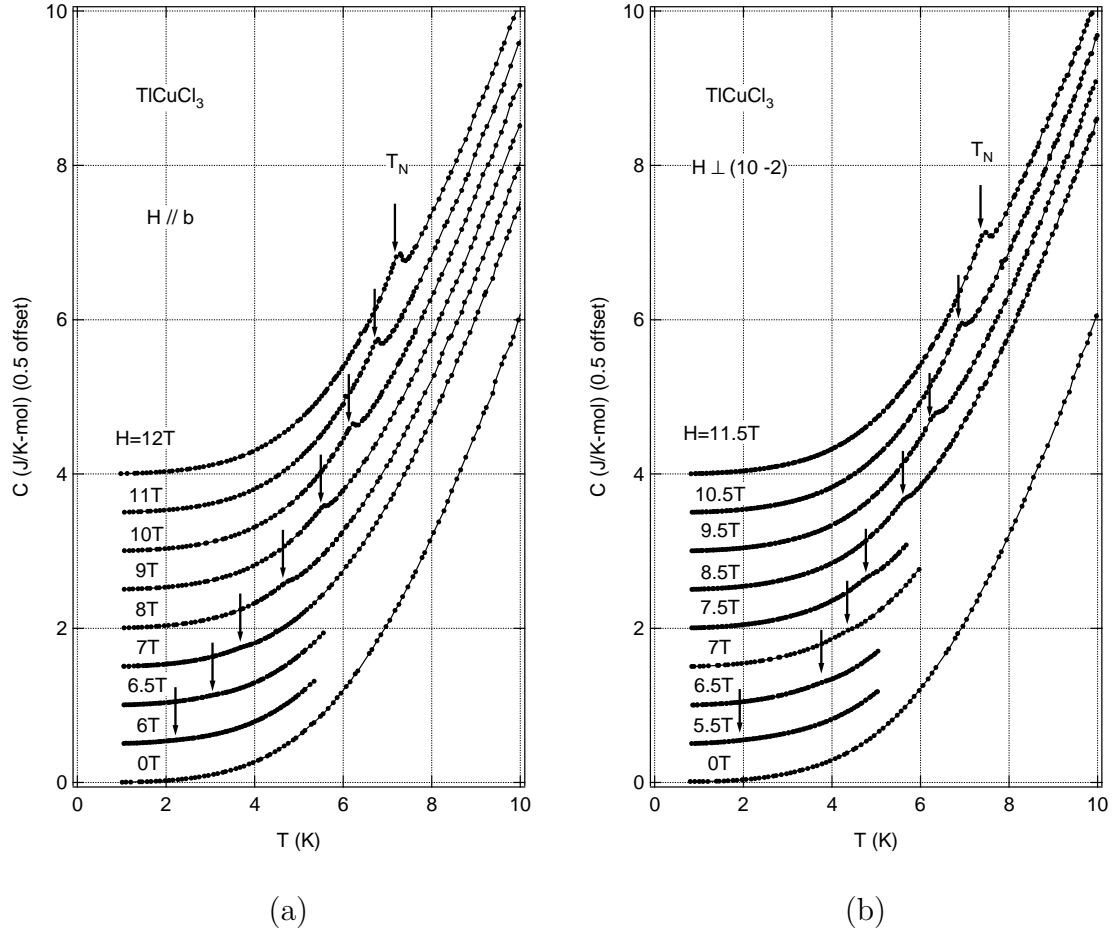 10
8
6
4
2
0
C (J/K-mol) (0.5 offset)
TlCuCl3
H // b
TN
H=12T
11T
10T
9T
8T
7T
6.5T
6T
0T
0 2 4 6 8 10
T (K)
(a)
10
8
6
4
2
0
C (J/K-mol) (0.5 offset)
TlCuCl3
H ⊥ (10 -2)
TN
H=11.5T
10.5T
9.5T
8.5T
7.5T
7T
6.5T
5.5T
0T
0 2 4 6 8 10
T (K)
(b)